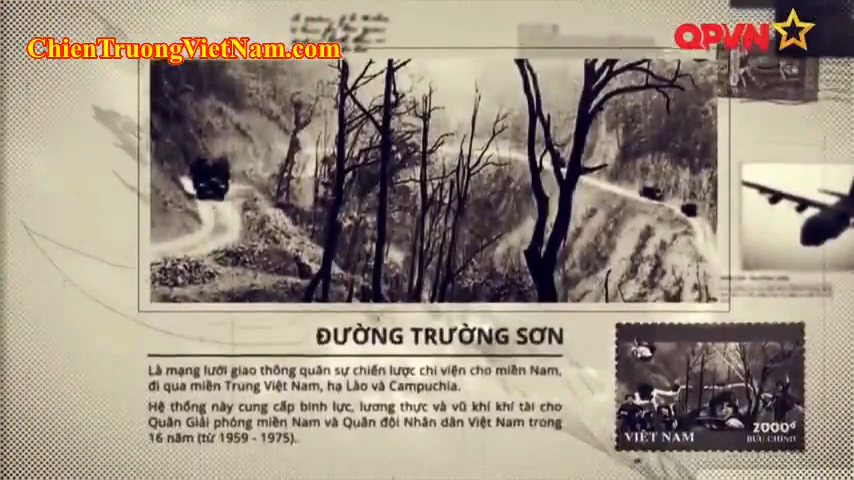 ChienTruongVietNam.com
QPVN
ĐƯỜNG TRƯỜNG SƠN
Là mạng lưới giao thông quân sự chiến lược chi viện cho miền Nam,
đi qua miền Trung Việt Nam, hạ Lào và Campuchia.
Hệ thống này cung cấp binh lực, lương thực và vũ khí khí tài cho
Quân Giải phóng miền Nam và Quân đội Nhân dân Việt Nam trong
16 năm (từ 1959 - 1975).
2000đ
VIỆT NAM
BƯU CHÍNH